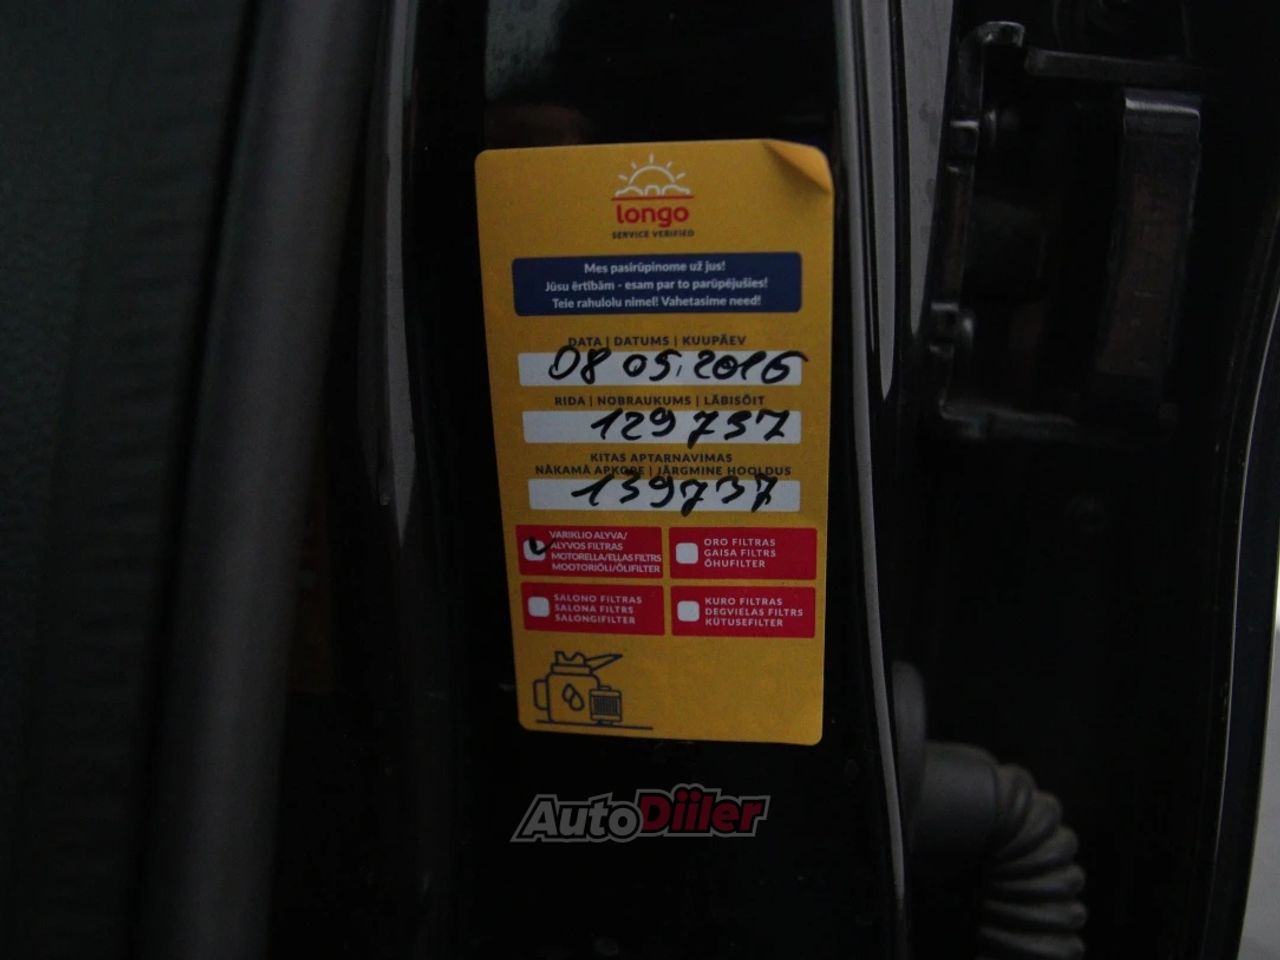 longo
SERVICE VERIFIED
Mes pasirūpinome už jus!
Jūsu ērtībām - esam par to parūpējušies!
Teie rahulolu nimel! Vahetasime need!
DATA | DATUMS | KUUPÄEV
08 05.2016
RIDA | NOBRAUKUMS | LÄBISÕIT
129737
KITAS APTARNAVIMAS
NĀKAMĀ APKOPE | JÄRGMINE HOOLDUS
139737
VARIKLIO ALYVA/
ALYVOS FILTRAS
MOTORELLA/EĻĻAS FILTRS
MOOTORIÕLI/ÕLIFILTER
ORO FILTRAS
GAISA FILTRS
ÕHUFILTER
SALONO FILTRAS
SALONA FILTRS
SALONGIFILTER
KURO FILTRAS
DEGVIELAS FILTRS
KÜTUSEFILTER
AutoDiiler